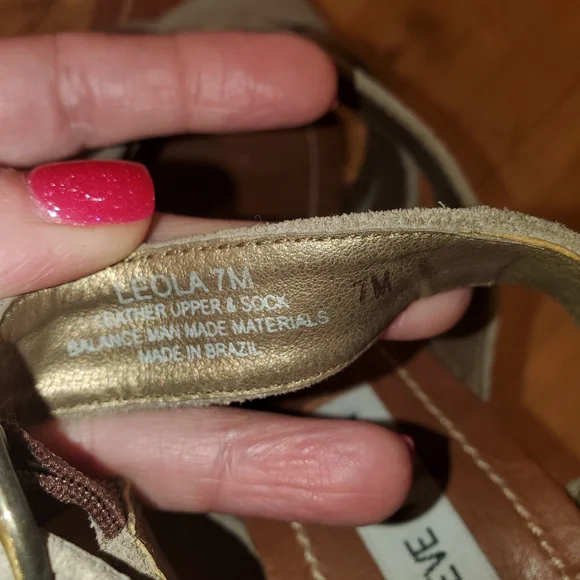 LEOLA 7M
LEATHER UPPER & SOCK
BALANCE MAN MADE MATERIALS
MADE IN BRAZIL
7M
EVE